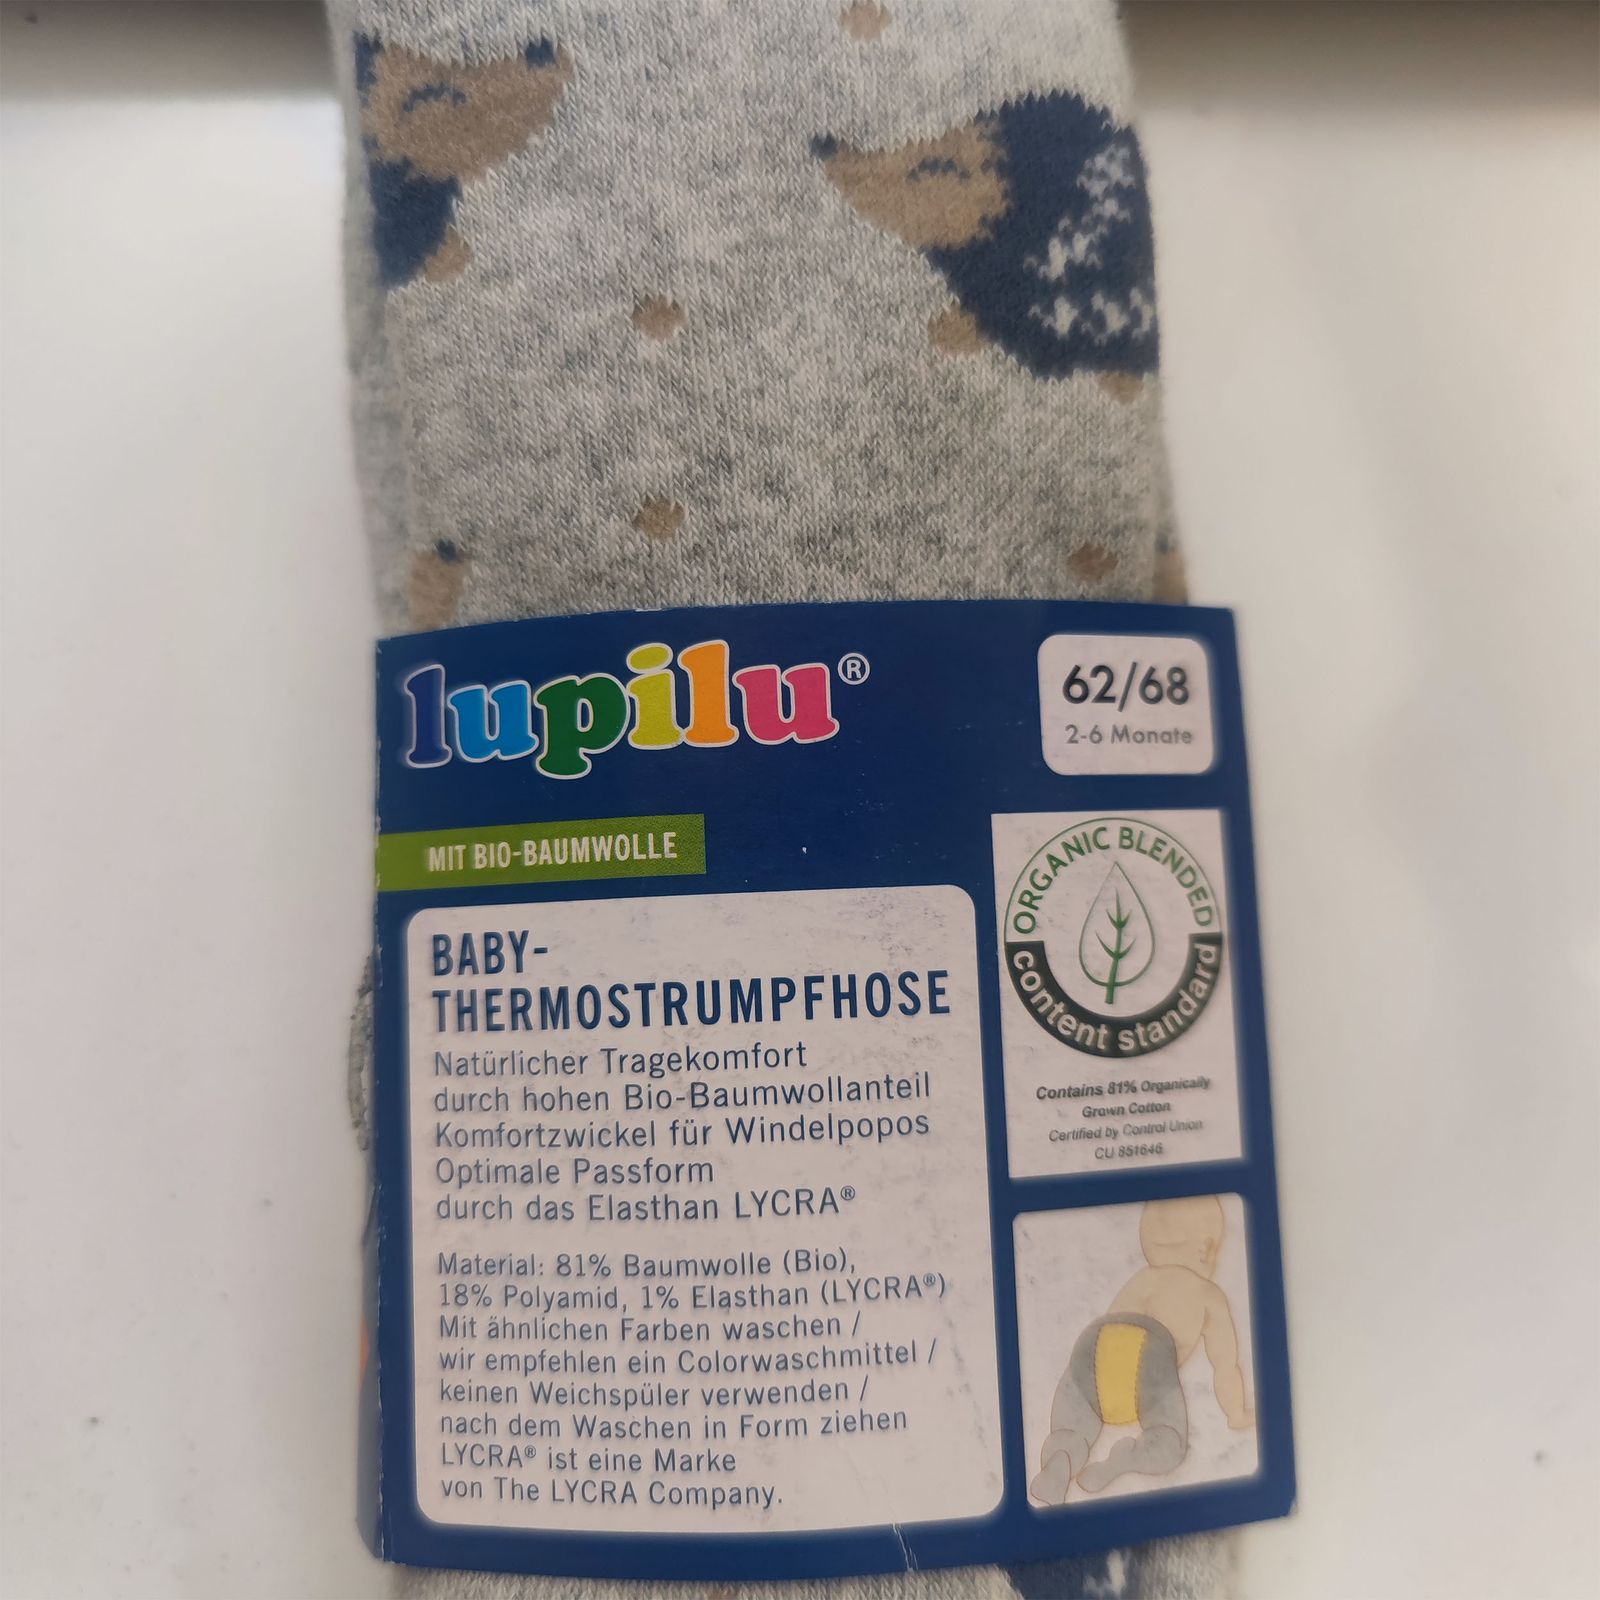 lupilu®
62/68
2-6 Monate
MIT BIO-BAUMWOLLE
BABY-
THERMOSTRUMPFHOSE
Natürlicher Tragekomfort
durch hohen Bio-Baumwollanteil
Komfortzwickel für Windelpopos
Optimale Passform
durch das Elasthan LYCRA®
Material: 81% Baumwolle (Bio),
18% Polyamid, 1% Elasthan (LYCRA®)
Mit ähnlichen Farben waschen /
wir empfehlen ein Colorwaschmittel /
keinen Weichspüler verwenden /
nach dem Waschen in Form ziehen
LYCRA® ist eine Marke
von The LYCRA Company.
ORGANIC BLENDED
content standard
Contains 81% Organically
Grown Cotton
Certified by Control Union
CU 851646